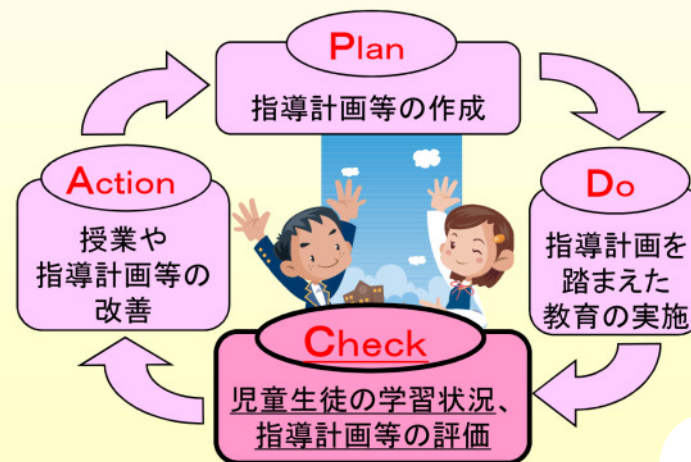 Plan
指導計画等の作成
Do
指導計画を
踏まえた
教育の実施
Check
児童生徒の学習状況、
指導計画等の評価
Action
授業や
指導計画等の
改善